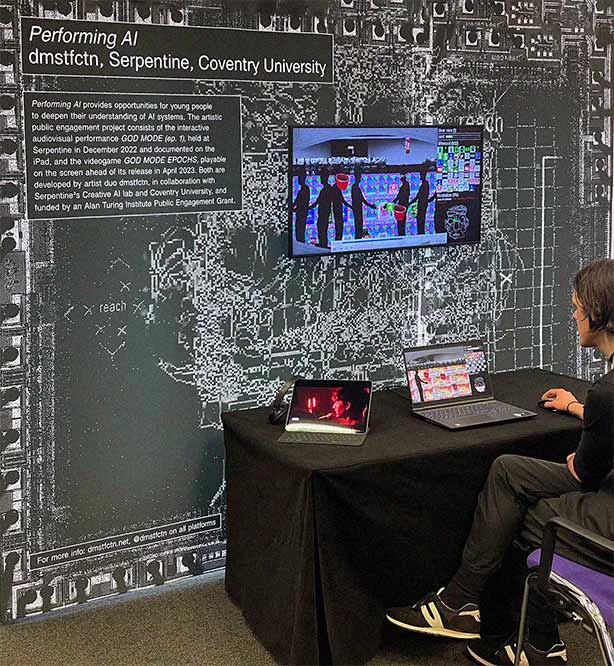 Performing AI
dmstfctn, Serpentine, Coventry University
Performing AI provides opportunities for young people
to deepen their understanding of AI systems. The artistic
public engagement project consists of the interactive
audiovisual performance GOD MODE (ep. 1), held at
Serpentine in December 2022 and documented on the
iPad, and the videogame GOD MODE EPOCHS, playable
on the screen ahead of its release in April 2023. Both are
developed by artist duo dmstfctn, in collaboration with
Serpentine's Creative AI lab and Coventry University, and
funded by an Alan Turing Institute Public Engagement Grant.
reach
reach
For more info: dmstfctn.net, @dmstfctn on all platforms